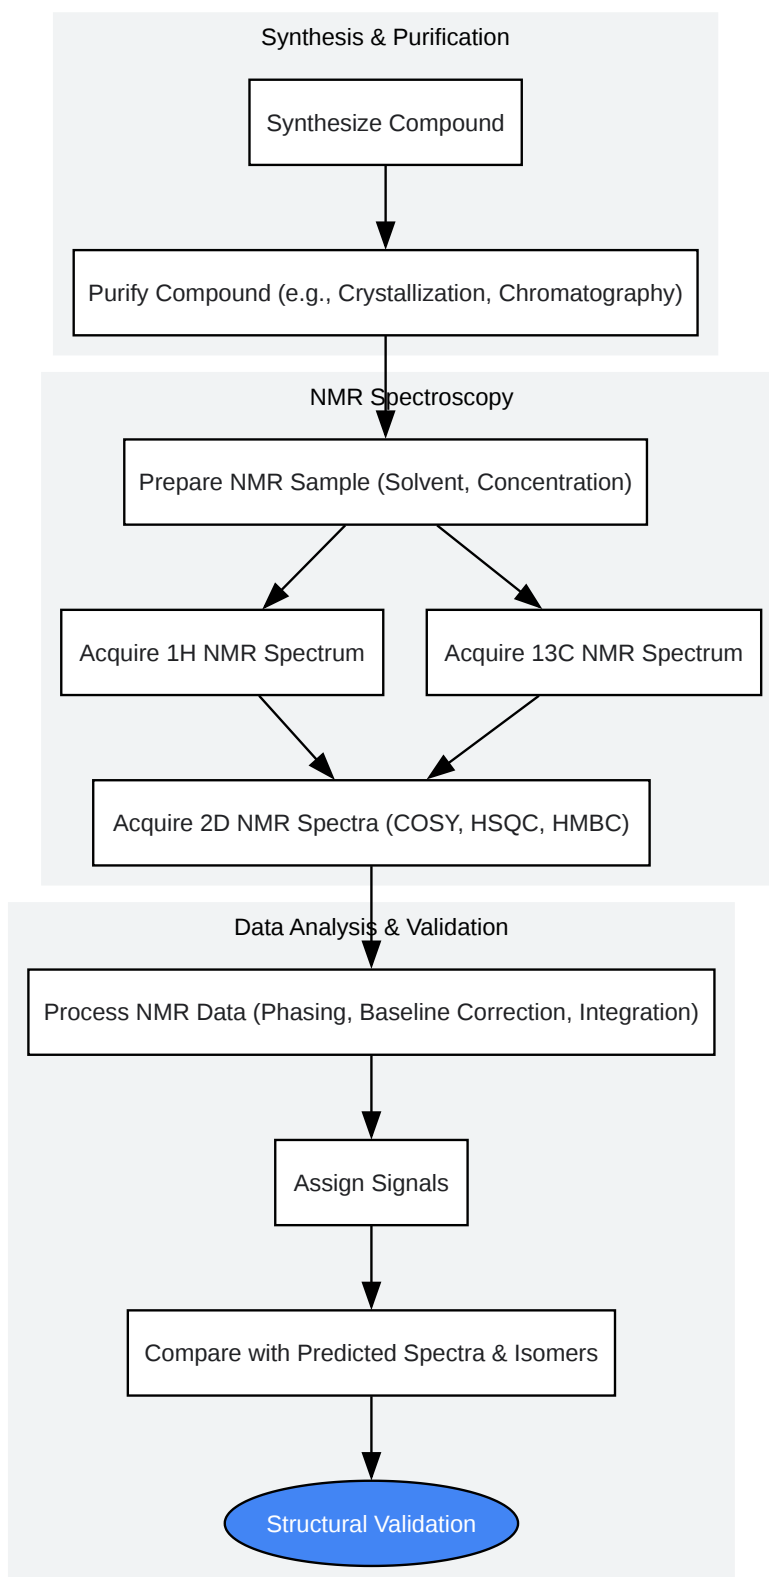 Synthesis & Purification
Synthesize Compound
Purify Compound (e.g., Crystallization, Chromatography)
NMR Spectroscopy
Prepare NMR Sample (Solvent, Concentration)
Acquire 1H NMR Spectrum
Acquire 13C NMR Spectrum
Acquire 2D NMR Spectra (COSY, HSQC, HMBC)
Data Analysis & Validation
Process NMR Data (Phasing, Baseline Correction, Integration)
Assign Signals
Compare with Predicted Spectra & Isomers
Structural Validation